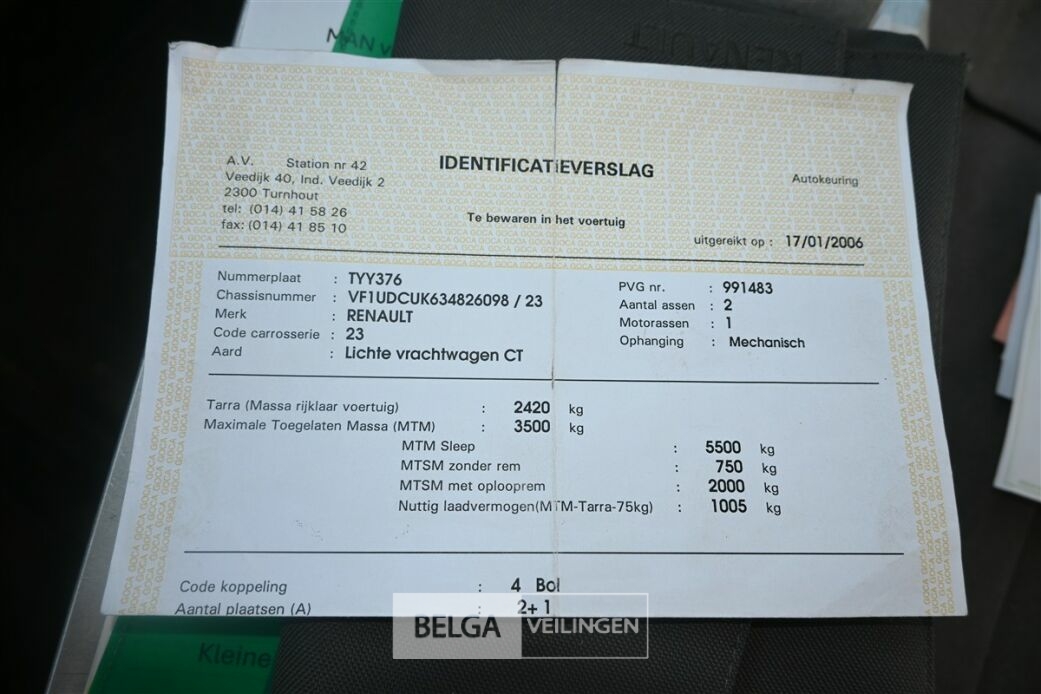 MAN
RENAULT
A.V. Station nr 42
Veedijk 40, Ind. Veedijk 2
2300 Turnhout
tel: (014) 41 58 26
fax: (014) 41 85 10
IDENTIFICATIEVERSLAG
Te bewaren in het voertuig
Autokeuring
uitgereikt op : 17/01/2006
Nummerplaat : TYY376
Chassisnummer : VF1UDCUK634826098 / 23
Merk : RENAULT
Code carrosserie : 23
Aard : Lichte vrachtwagen CT
PVG nr. : 991483
Aantal assen : 2
Motorassen : 1
Ophanging : Mechanisch
Tarra (Massa rijklaar voertuig) : 2420 kg
Maximale Toegelaten Massa (MTM) : 3500 kg
MTM Sleep : 5500 kg
MTSM zonder rem : 750 kg
MTSM met oplooprem : 2000 kg
Nuttig laadvermogen(MTM-Tarra-75kg) : 1005 kg
Code koppeling : 4 Bol
Aantal plaatsen (A) : 2+ 1
BELGA VEILINGEN
Kleine